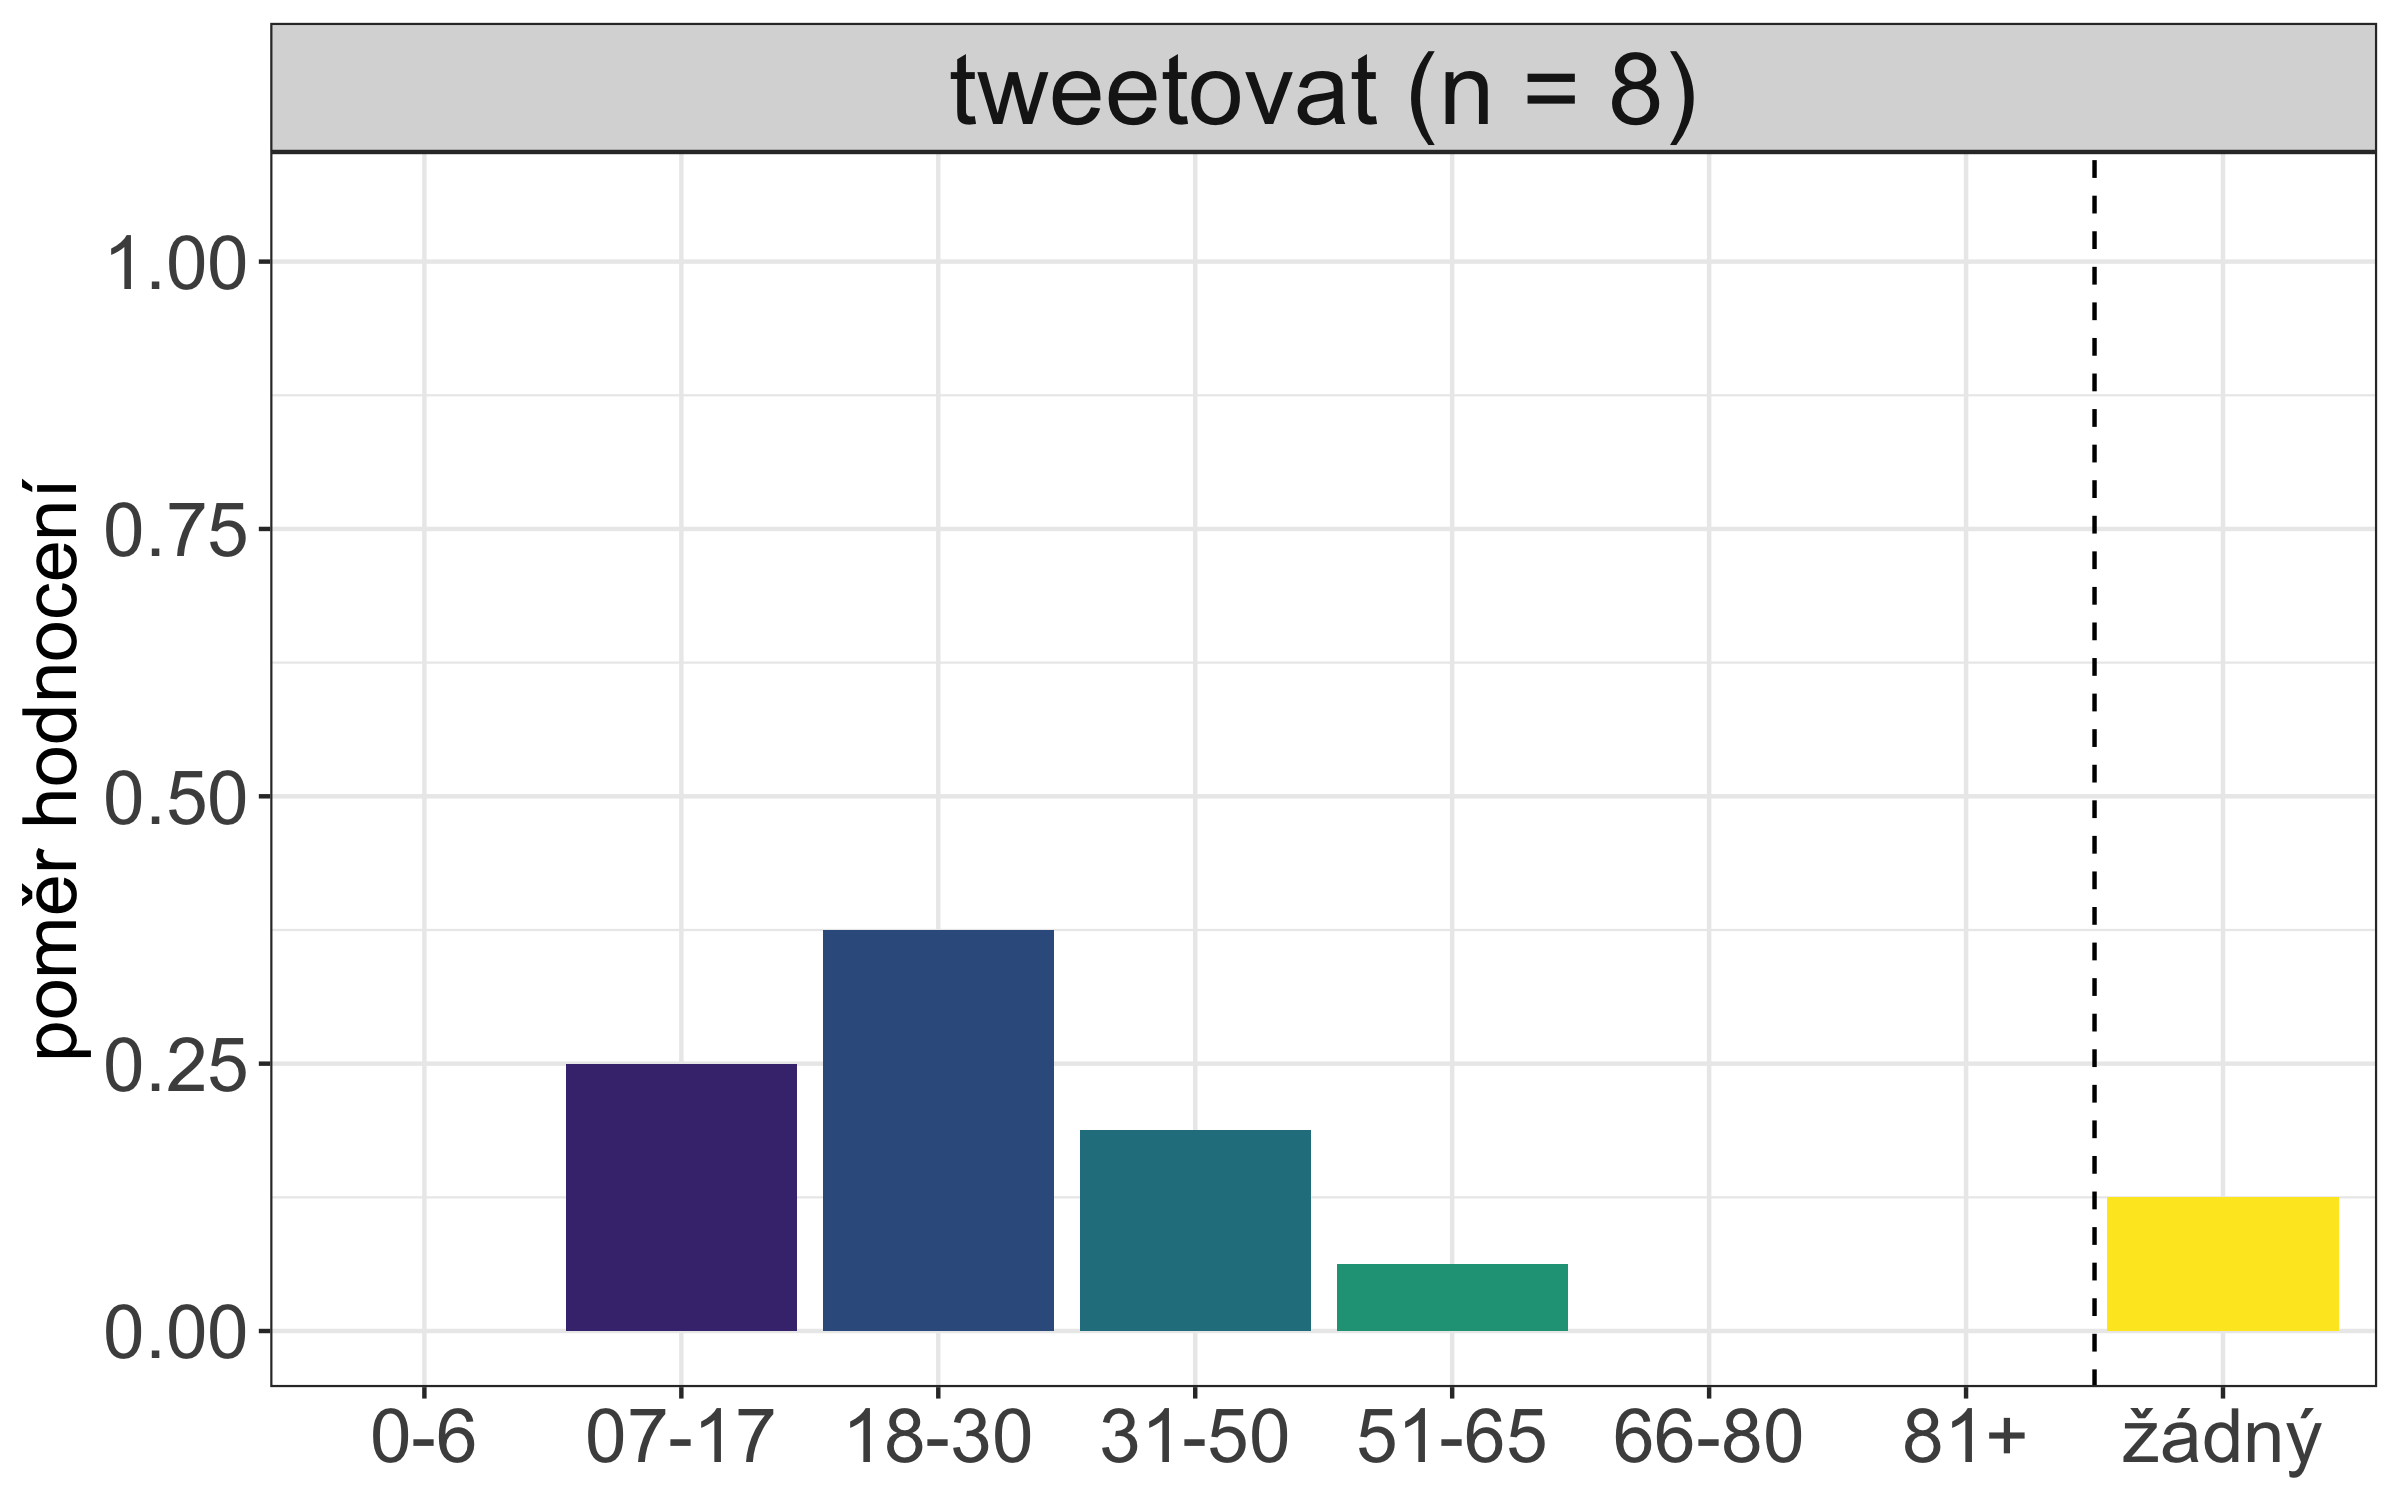 tweetovat (n = 8)
poměr hodnocení
1.00
0.75
0.50
0.25
0.00
0-6 07-17 18-30 31-50 51-65 66-80 81+ žádný